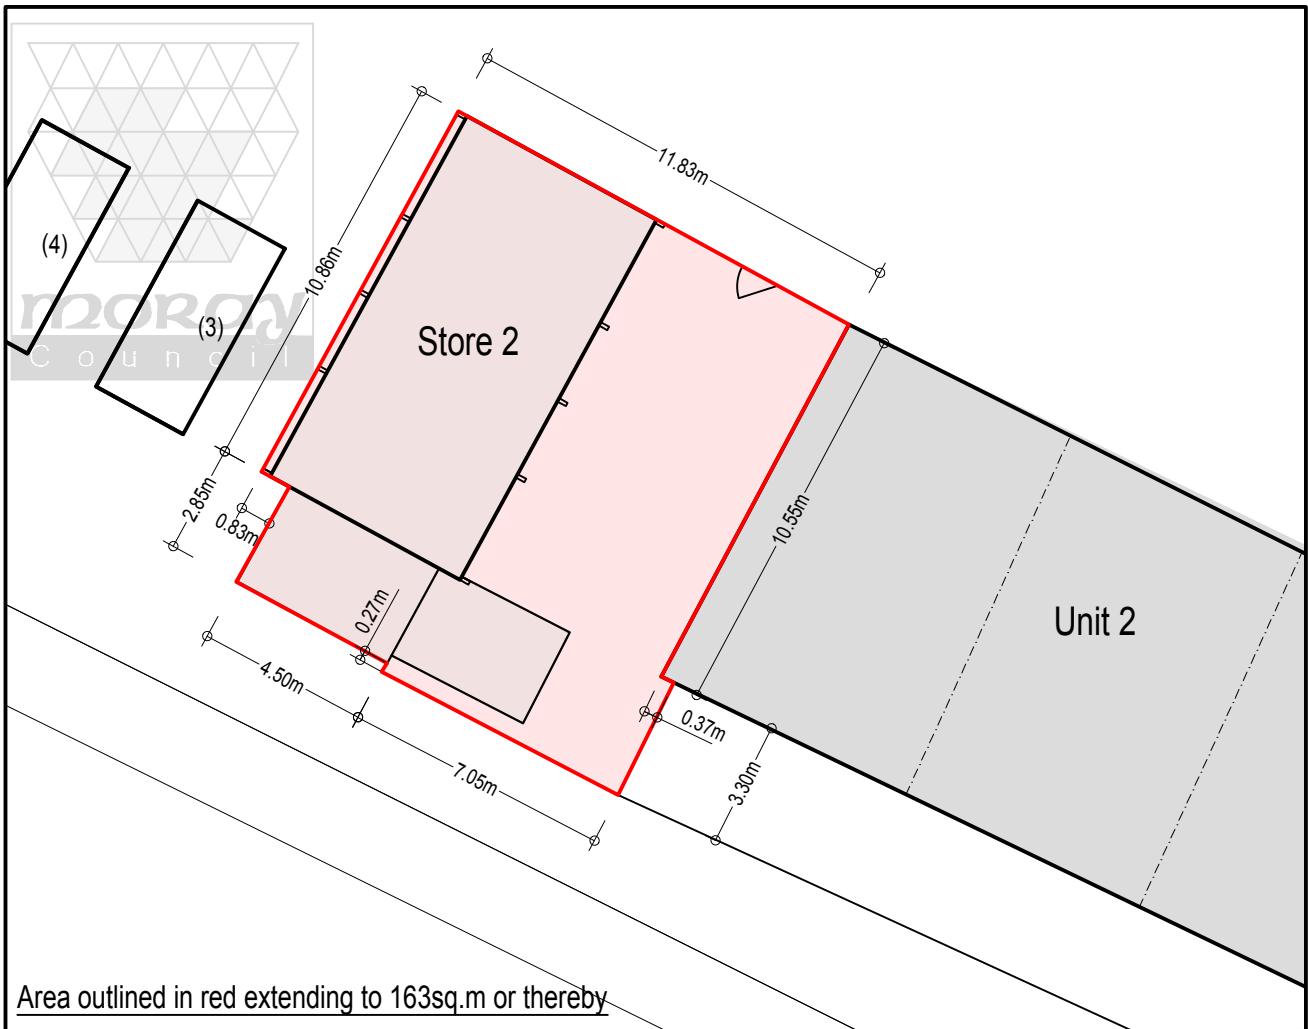 11.83m
10.86m
(4)
(3)
moray
Council
Store 2
2.85m
0.83m
10.55m
Unit 2
0.27m
4.50m
0.37m
7.05m
3.30m
Area outlined in red extending to 163sq.m or thereby